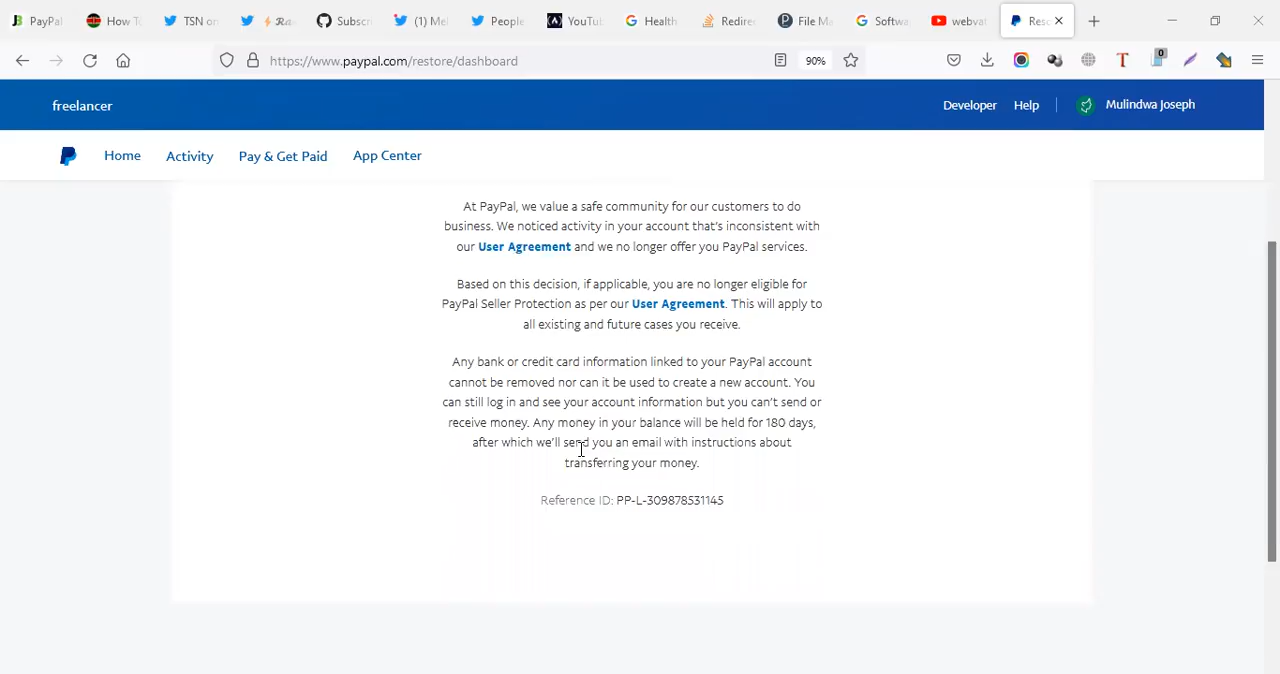 PayPal
How To
TSN on
Subscr
(1) Me
People
YouTu
Health
Redire
File Ma
Softwa
webvat
Reso
https://www.paypal.com/restore/dashboard
90%
0
freelancer
Developer Help Mulindwa Joseph
Home Activity Pay & Get Paid App Center
At PayPal, we value a safe community for our customers to do
business. We noticed activity in your account that's inconsistent with
our User Agreement and we no longer offer you PayPal services.
Based on this decision, if applicable, you are no longer eligible for
PayPal Seller Protection as per our User Agreement. This will apply to
all existing and future cases you receive.
Any bank or credit card information linked to your PayPal account
cannot be removed nor can it be used to create a new account. You
can still log in and see your account information but you can't send or
receive money. Any money in your balance will be held for 180 days,
after which we'll send you an email with instructions about
transferring your money.
Reference ID: PP-L-309878531145